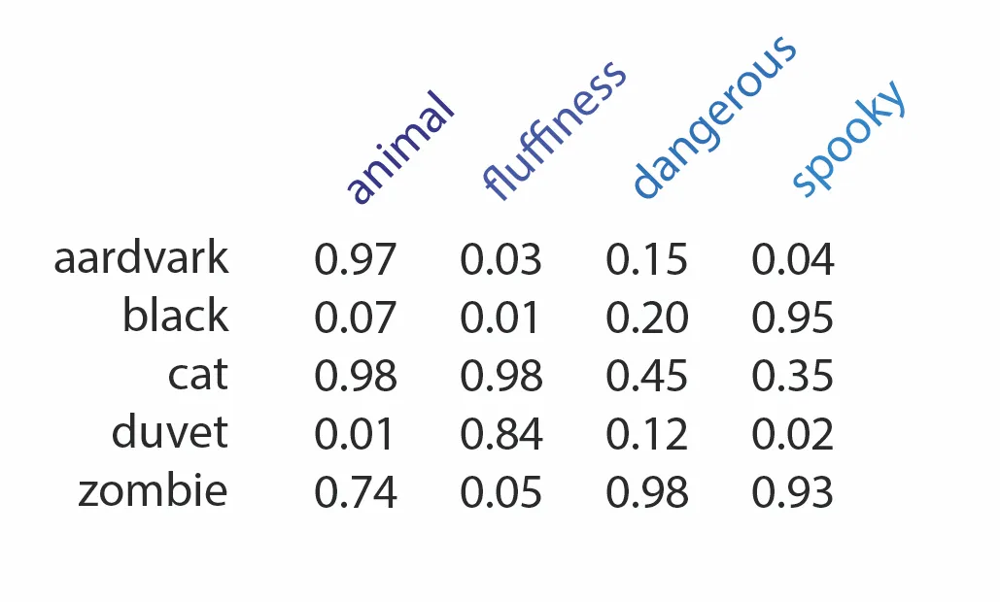 animal fluffiness dangerous spooky
aardvark 0.97 0.03 0.15 0.04
black 0.07 0.01 0.20 0.95
cat 0.98 0.98 0.45 0.35
duvet 0.01 0.84 0.12 0.02
zombie 0.74 0.05 0.98 0.93